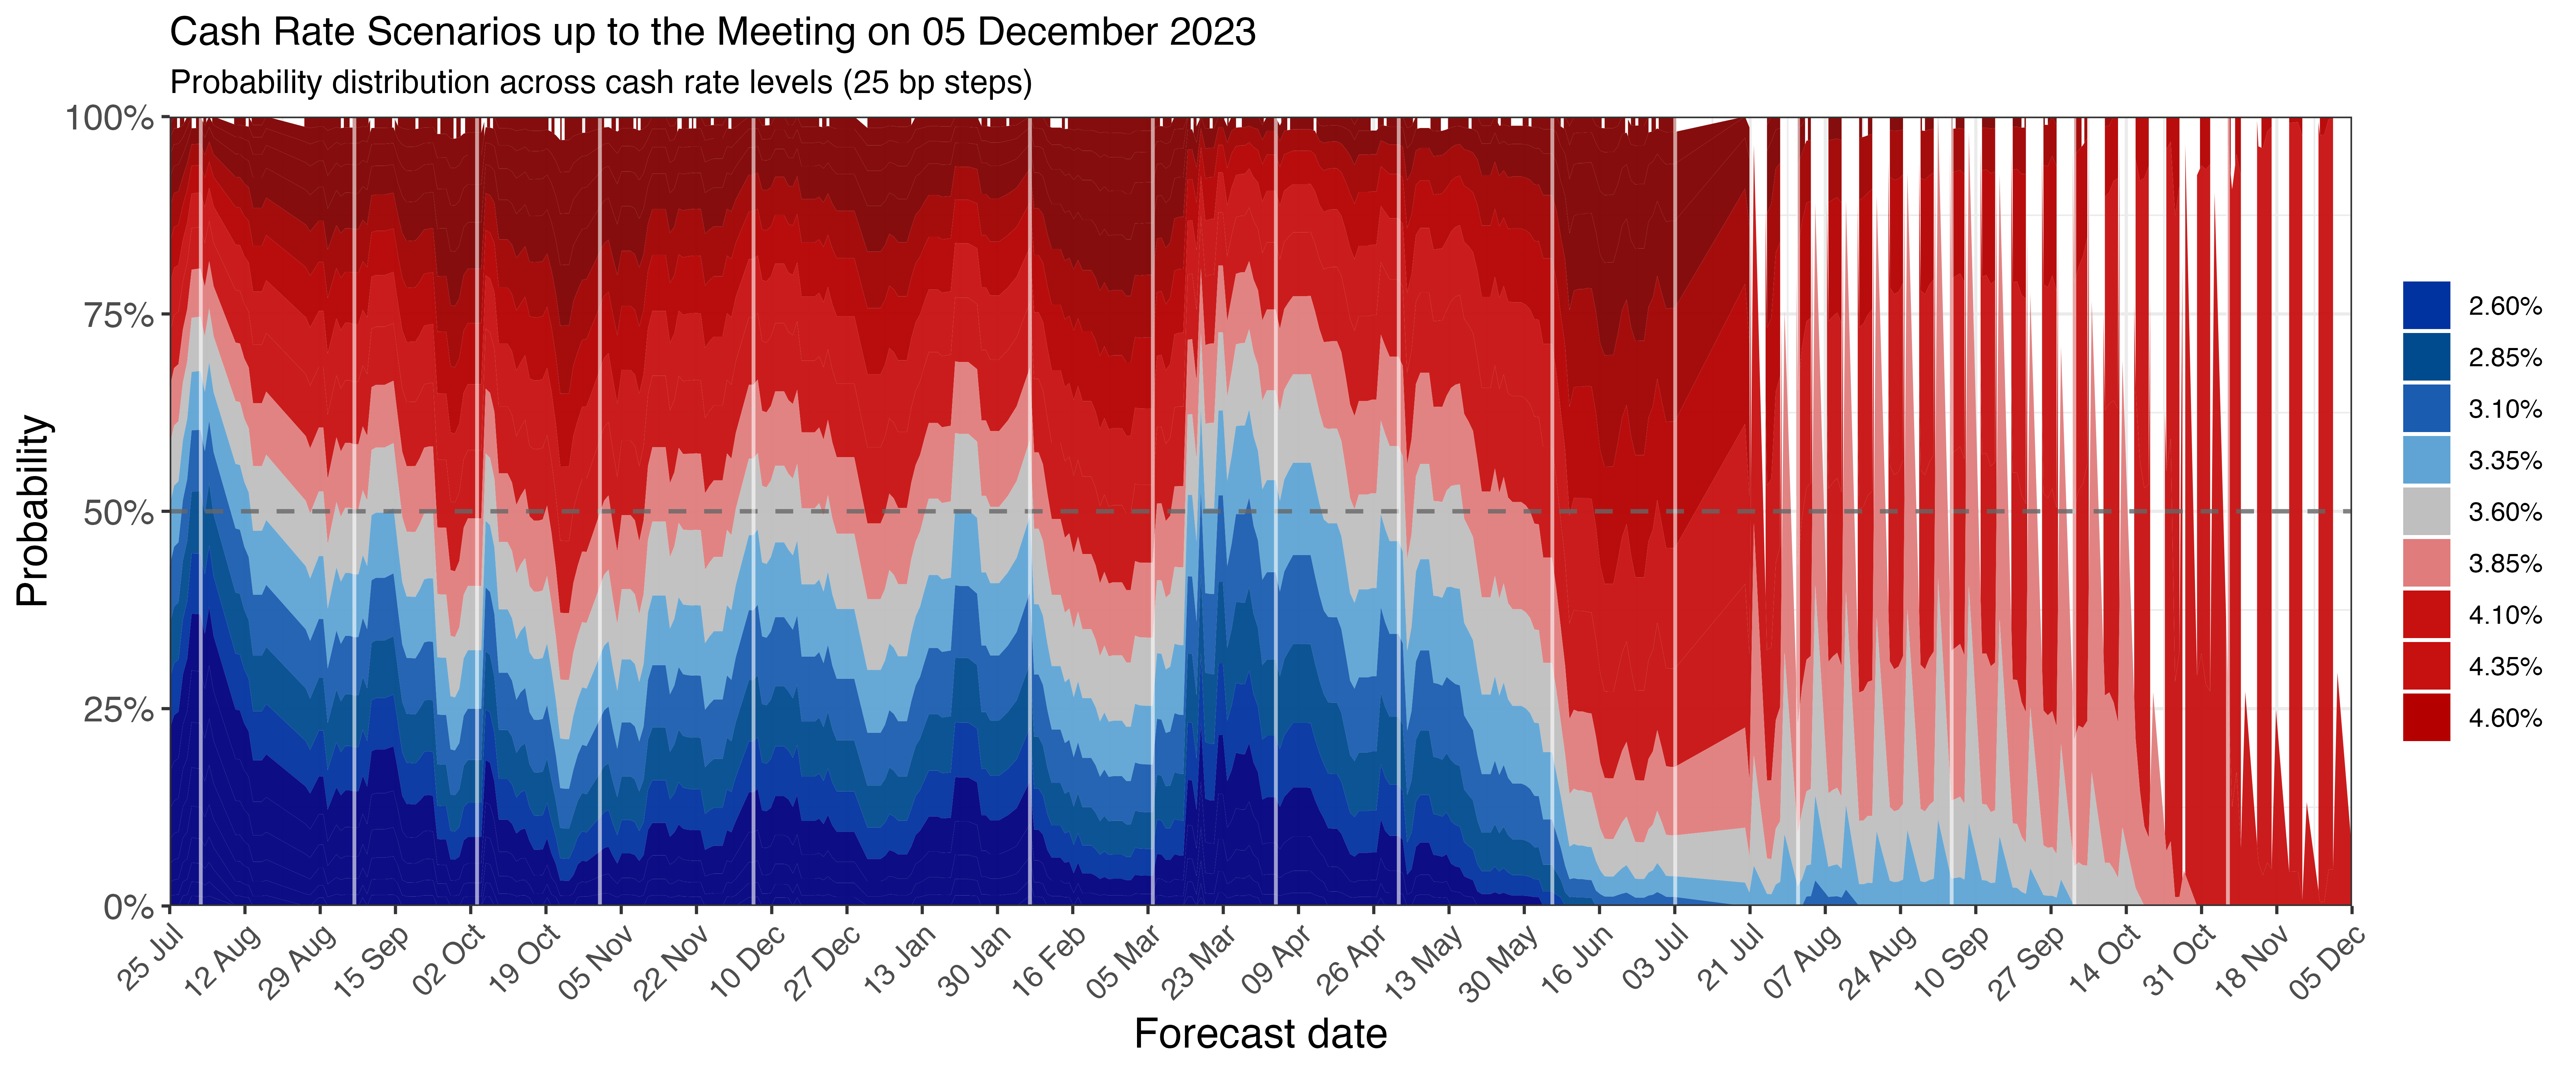 Cash Rate Scenarios up to the Meeting on 05 December 2023
Probability distribution across cash rate levels (25 bp steps)
Probability
100%
75%
50%
25%
0%
25 Jul
12 Aug
29 Aug
15 Sep
02 Oct
19 Oct
05 Nov
22 Nov
10 Dec
27 Dec
13 Jan
30 Jan
16 Feb
05 Mar
23 Mar
09 Apr
26 Apr
13 May
30 May
16 Jun
03 Jul
21 Jul
07 Aug
24 Aug
10 Sep
27 Sep
14 Oct
31 Oct
18 Nov
05 Dec
Forecast date
2.60%
2.85%
3.10%
3.35%
3.60%
3.85%
4.10%
4.35%
4.60%